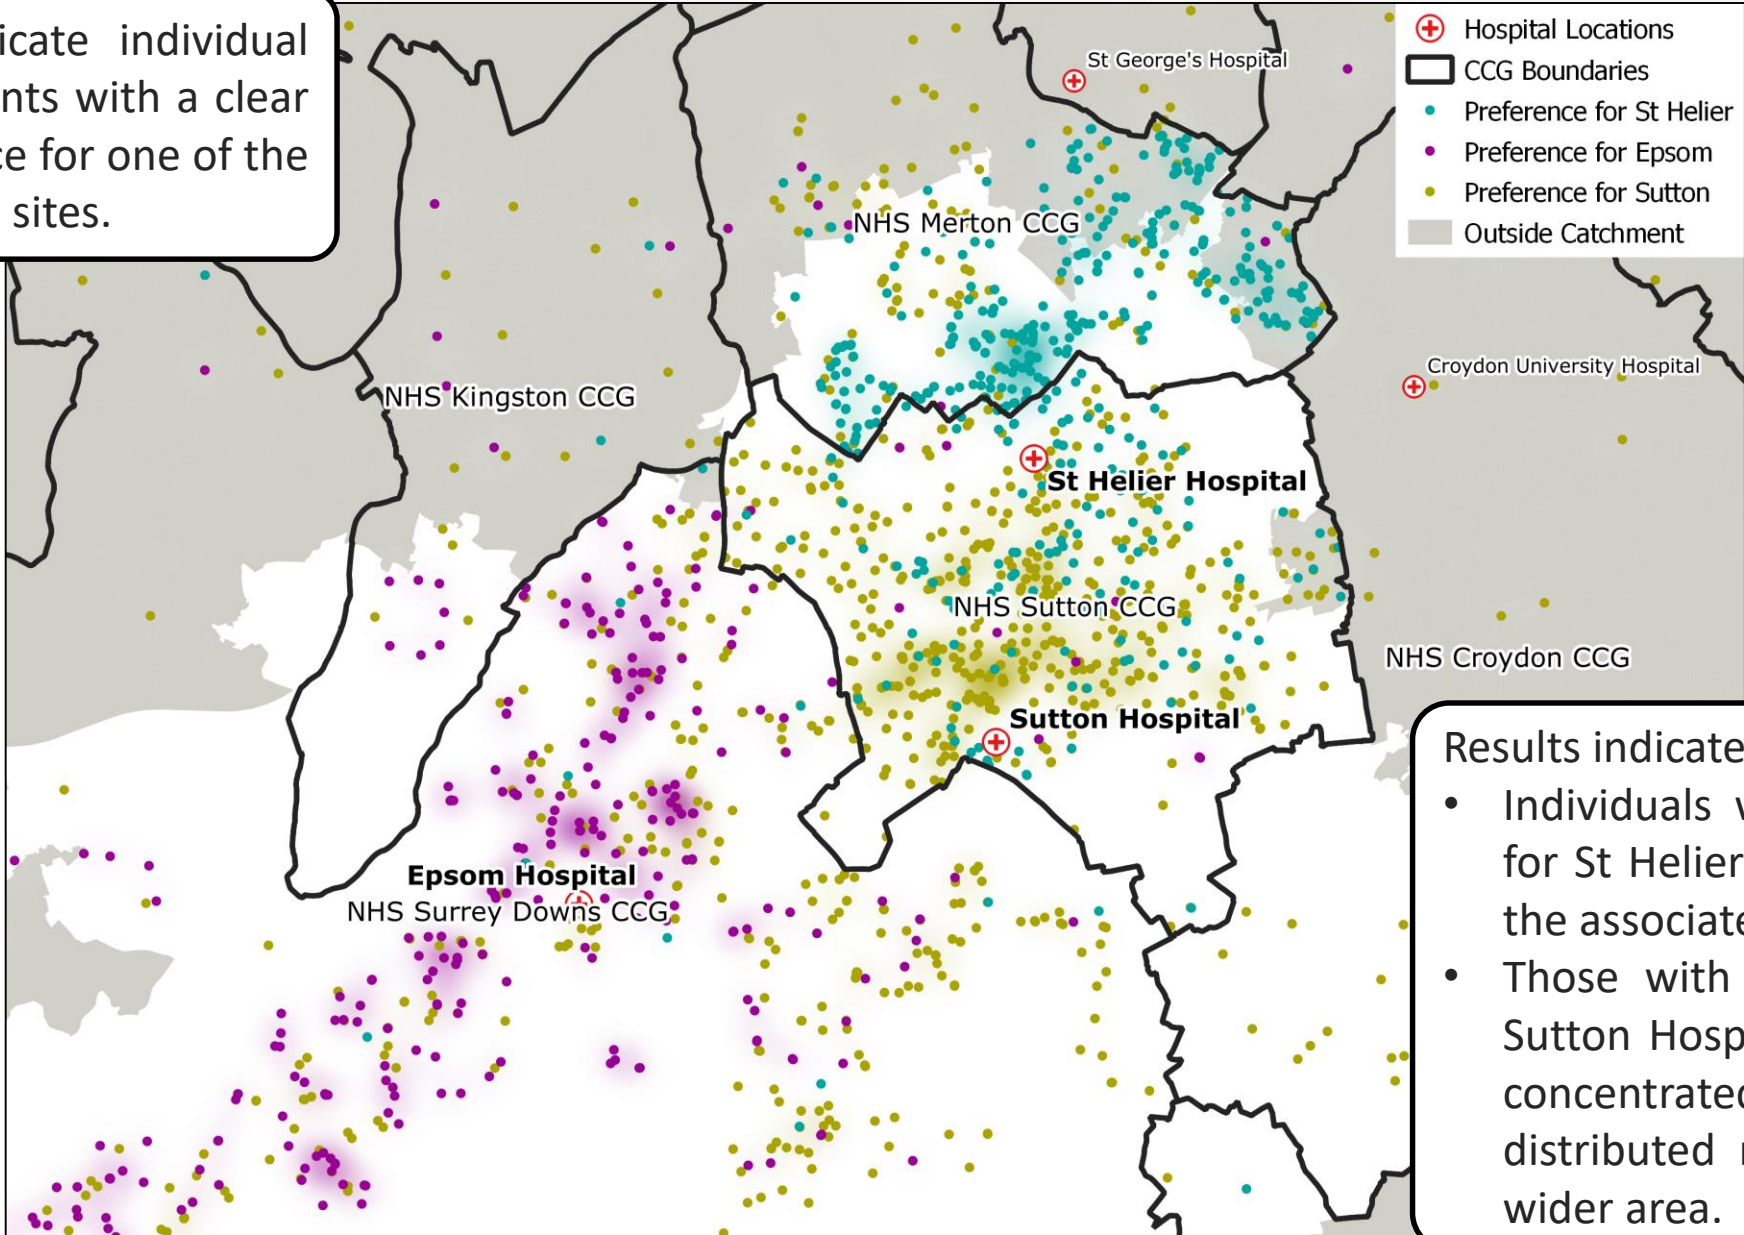 dicate individual
nts with a clear
ce for one of the
sites.
Hospital Locations
CCG Boundaries
Preference for St Helier
Preference for Epsom
Preference for Sutton
Outside Catchment
St George's Hospital
NHS Merton CCG
Croydon University Hospital
NHS Kingston CCG
St Helier Hospital
NHS Sutton CCG
NHS Croydon CCG
Sutton Hospital
Epsom Hospital
NHS Surrey Downs CCG
Results indicate
• Individuals w
for St Helier
the associate
• Those with
Sutton Hosp
concentrated
distributed r
wider area.